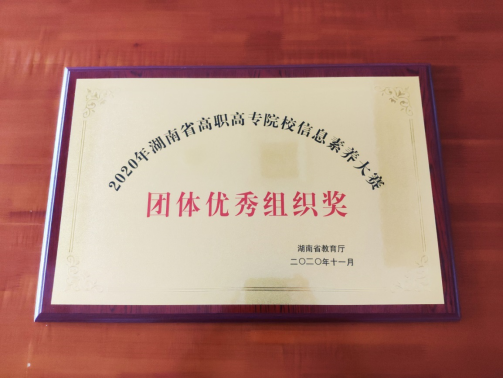 2020年湖南省高职高专院校信息素养大赛
团体优秀组织奖
湖南省教育厅
二〇二〇年十一月